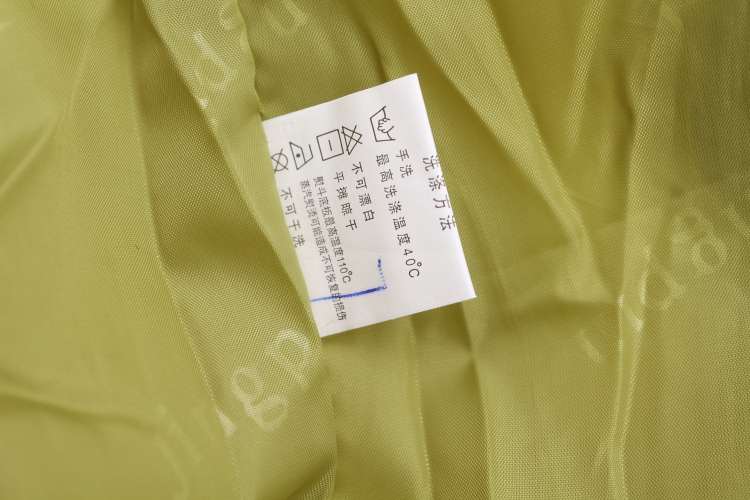 洗涤方法
手洗
最高洗涤温度40℃
不可漂白
平摊晾干
熨斗底板最高温度110℃
蒸汽熨烫可能造成不可恢复的损伤
不可干洗